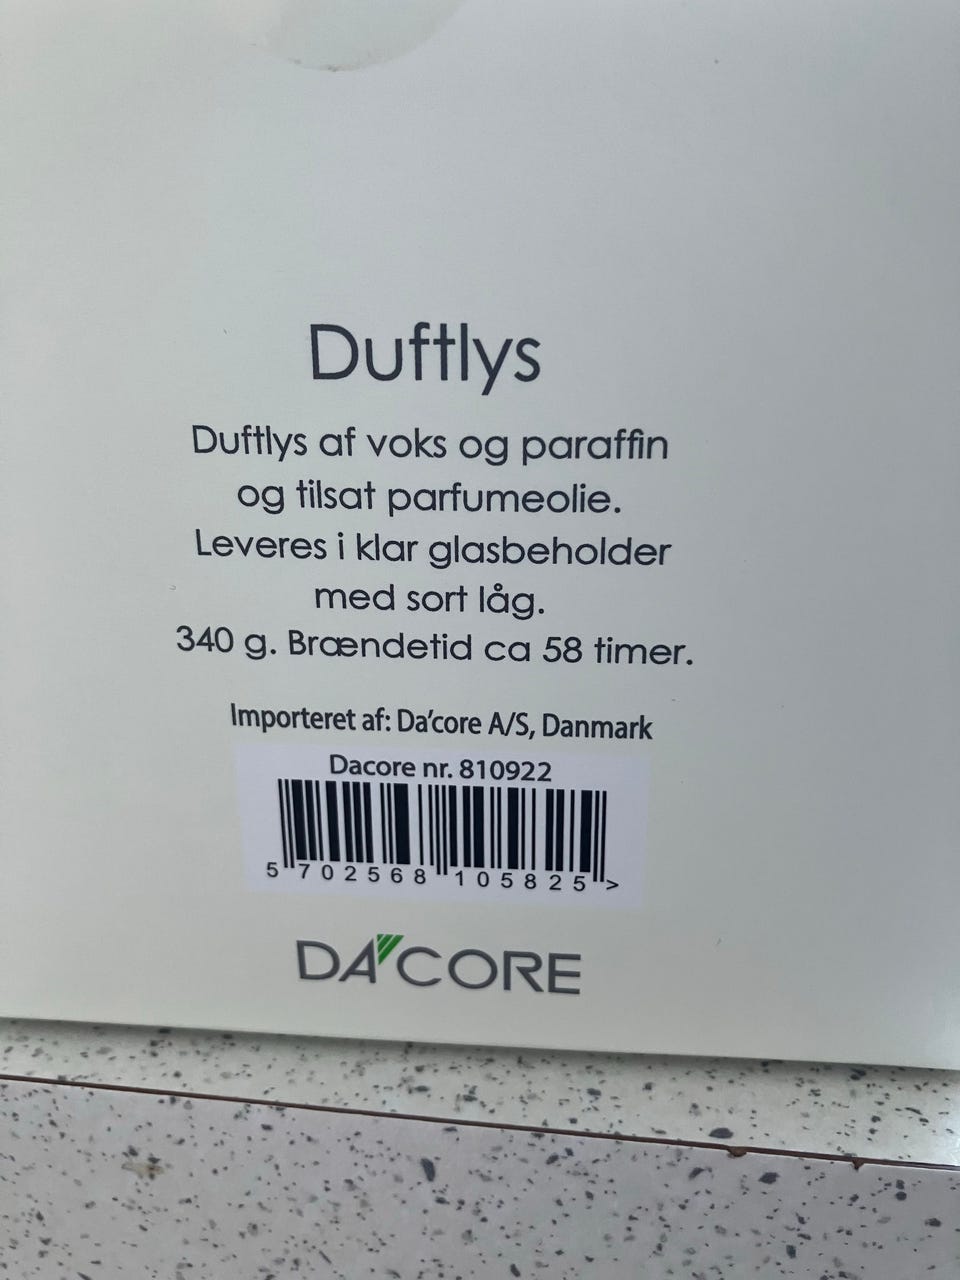 Duftlys
Duftlys af voks og paraffin
og tilsat parfumeolie.
Leveres i klar glasbeholder
med sort låg.
340 g. Brændetid ca 58 timer.
Importeret af: Da'core A/S, Danmark
Dacore nr. 810922
5 702568 105825 >
DA'CORE